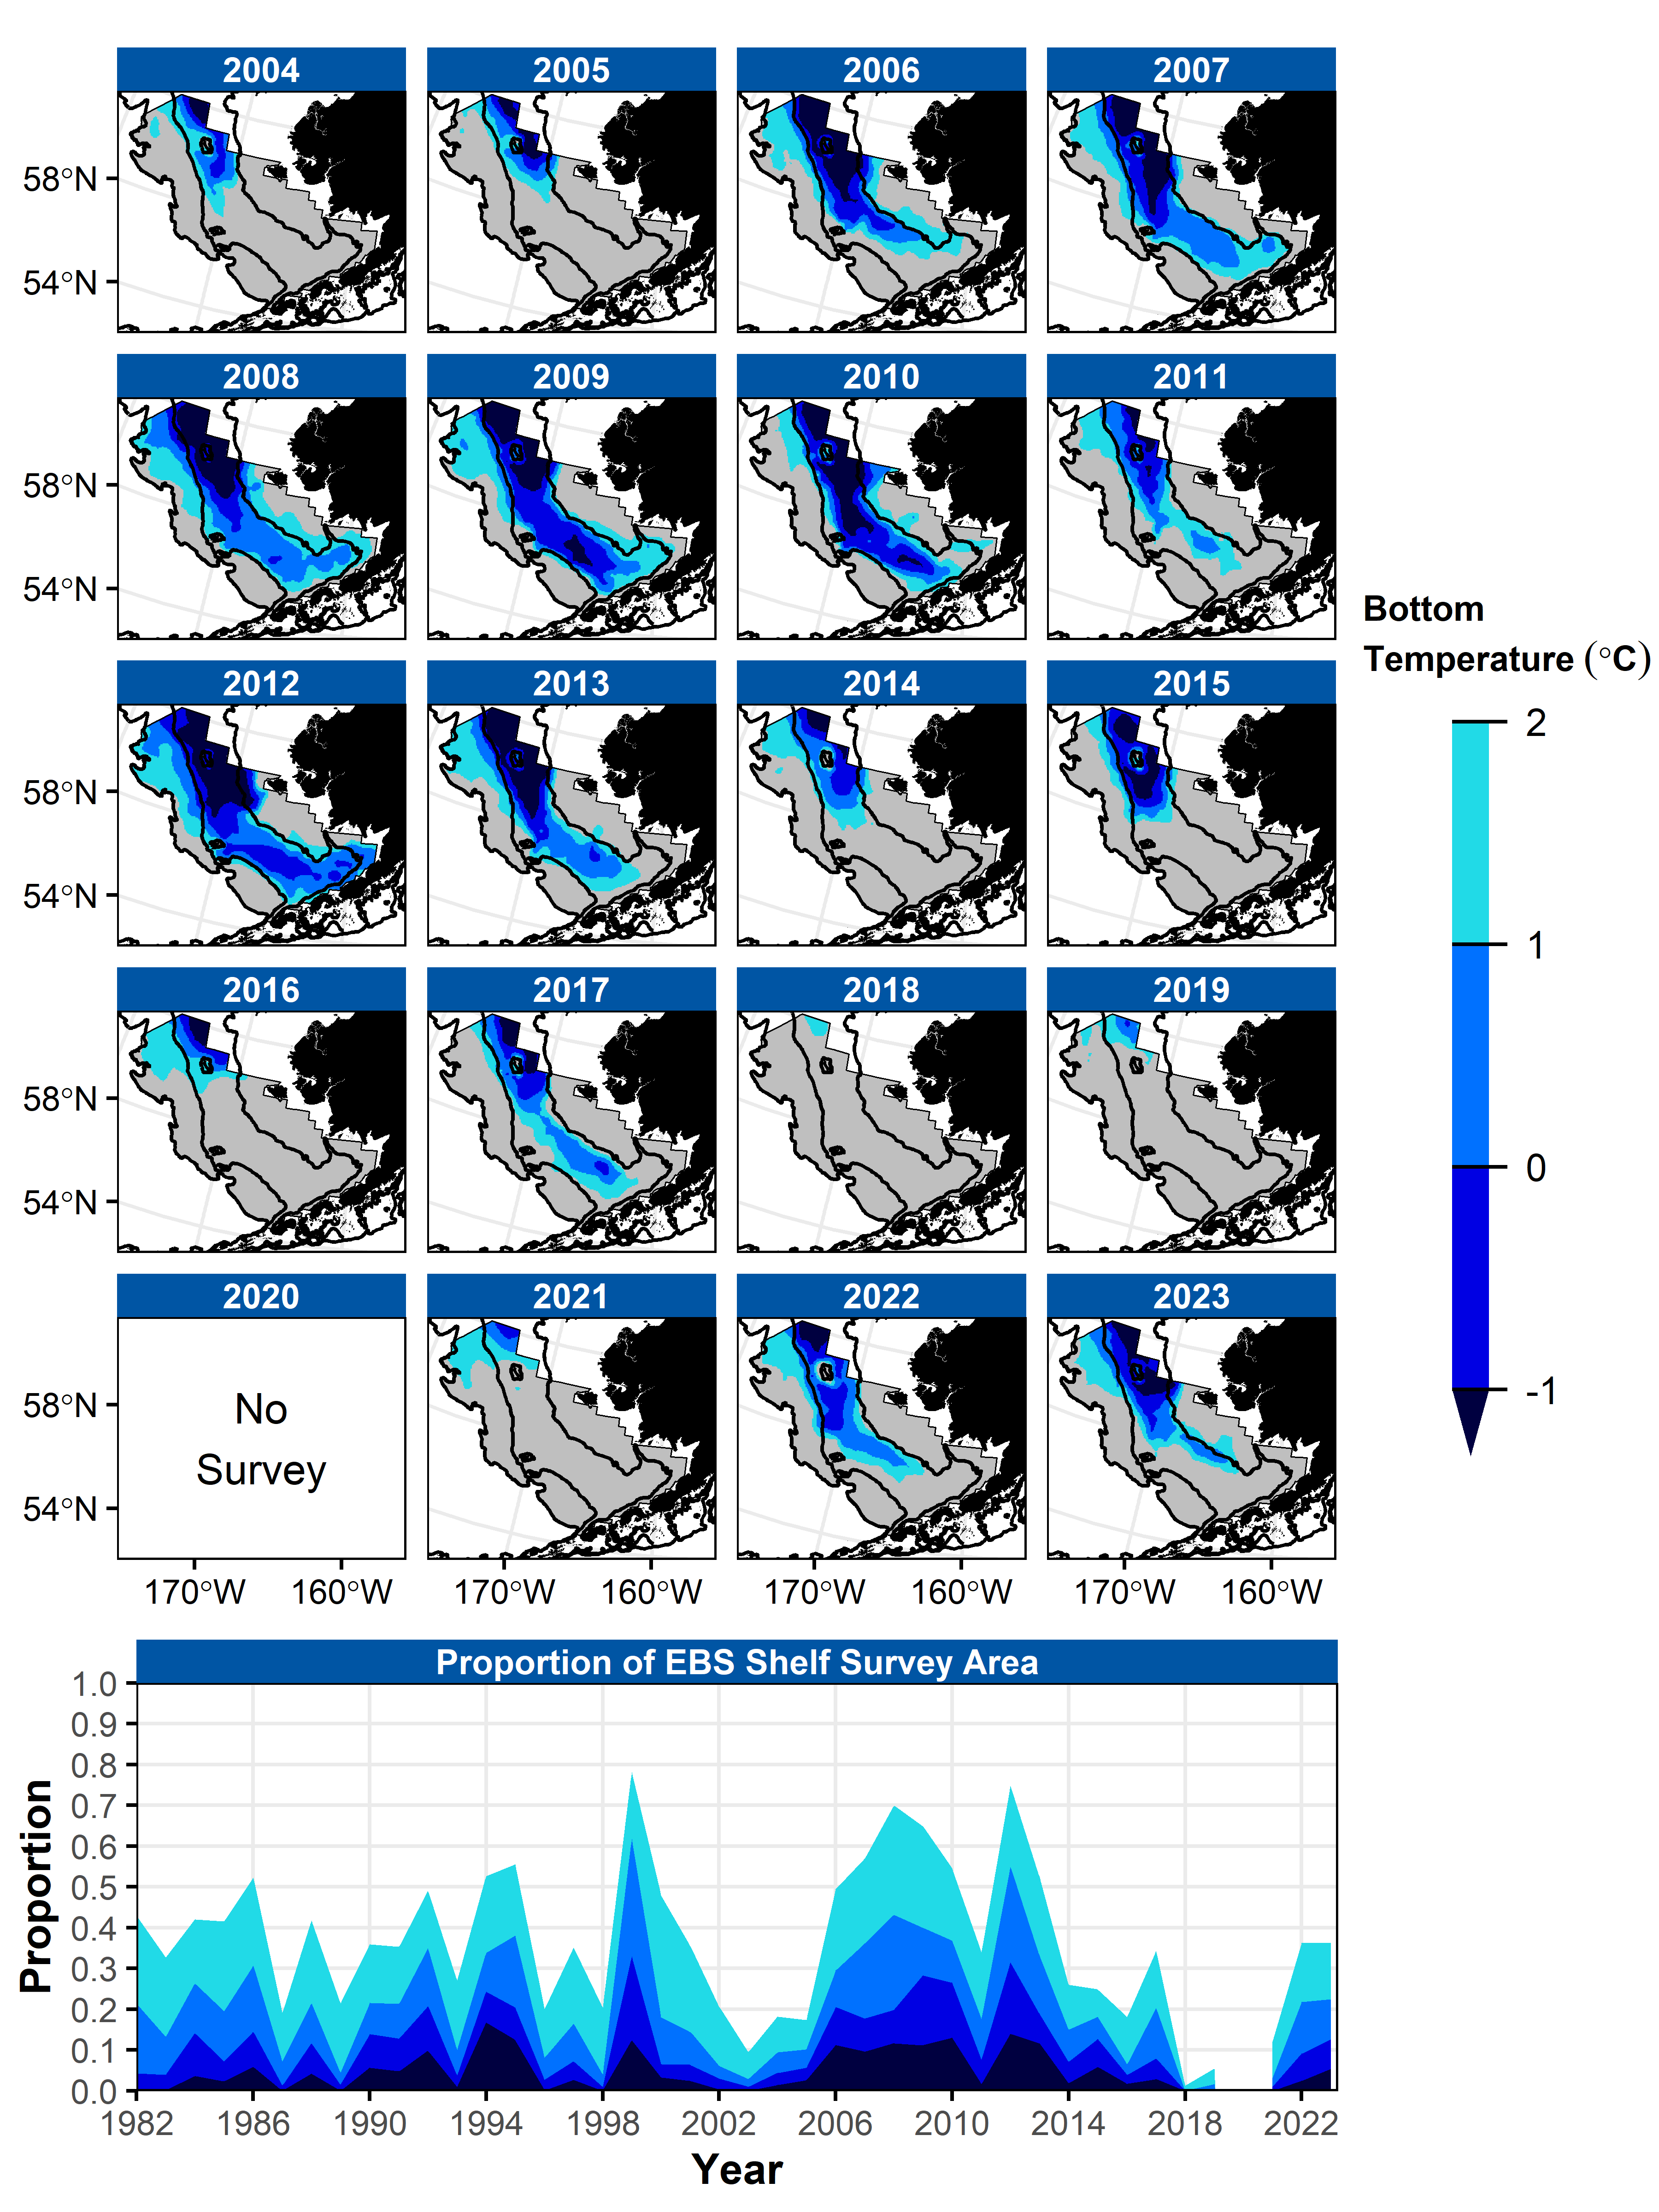 2004 2005 2006 2007
58°N
54°N
2008 2009 2010 2011
58°N
54°N
Bottom
Temperature (°C)
2012 2013 2014 2015
58°N
54°N
2
1
0
-1
2016 2017 2018 2019
58°N
54°N
2020 2021 2022 2023
No
Survey
58°N
54°N
170°W 160°W 170°W 160°W 170°W 160°W 170°W 160°W
Proportion of EBS Shelf Survey Area
Proportion
1.0
0.9
0.8
0.7
0.6
0.5
0.4
0.3
0.2
0.1
0.0
1982 1986 1990 1994 1998 2002 2006 2010 2014 2018 2022
Year